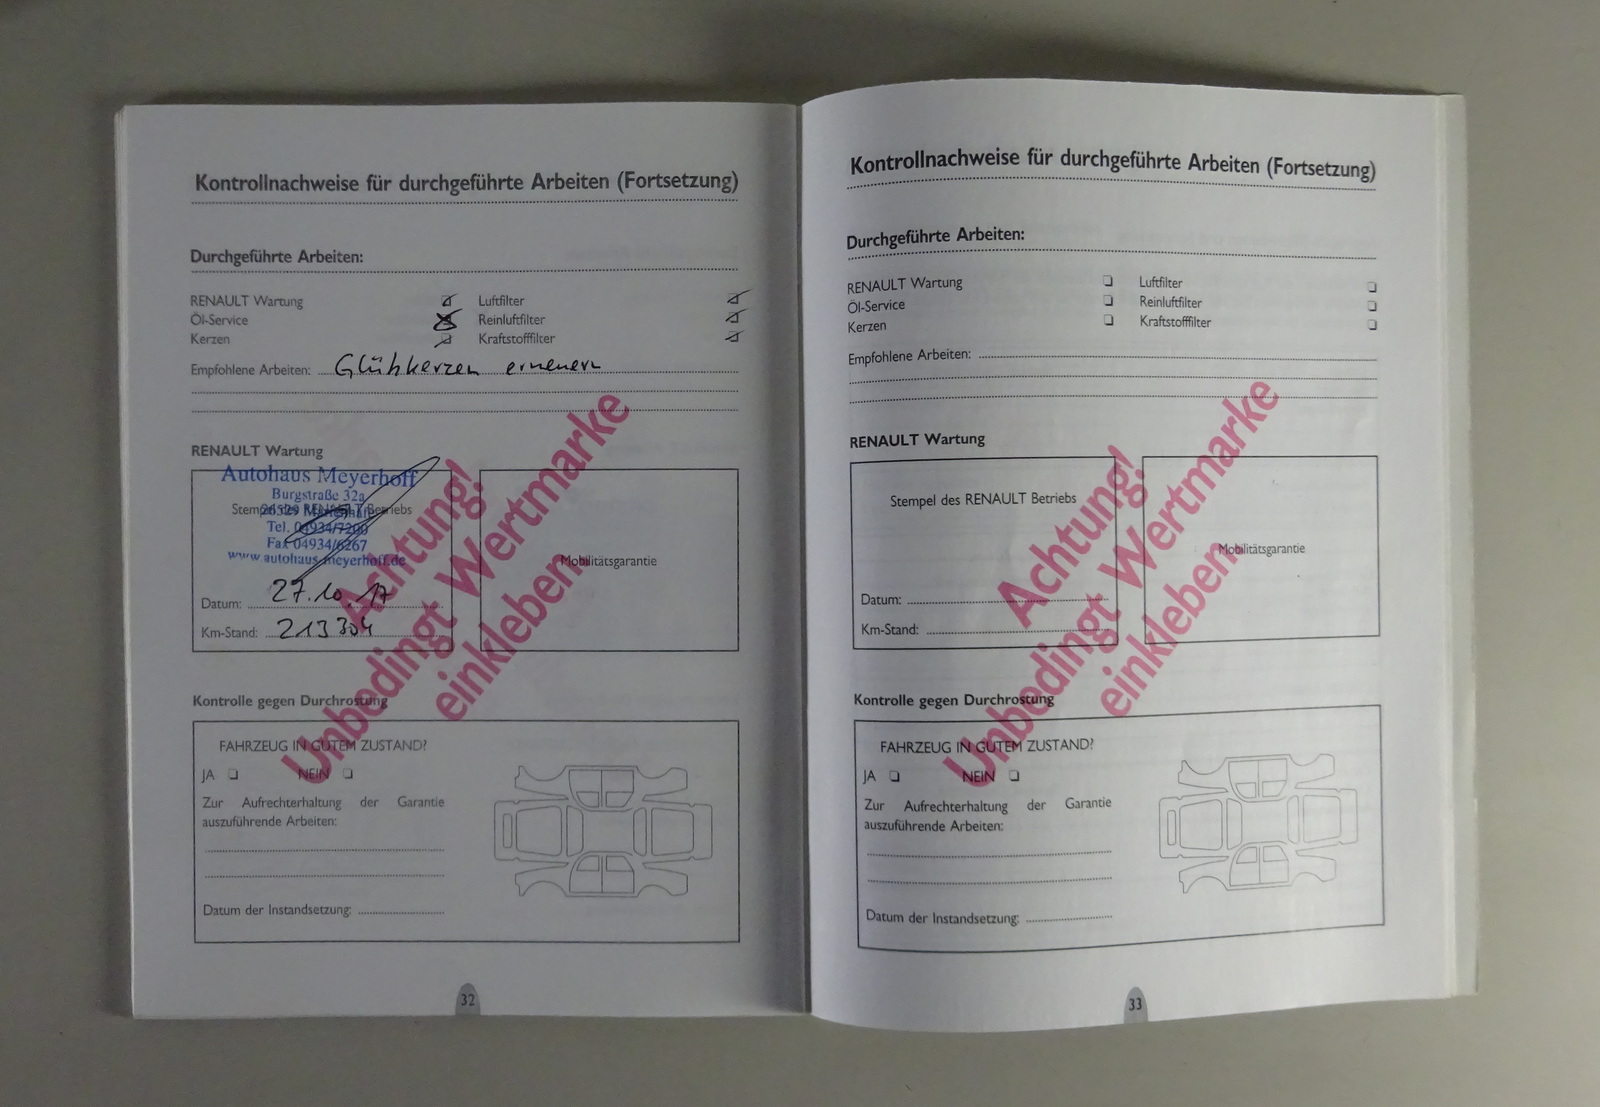 Kontrollnachweise für durchgeführte Arbeiten (Fortsetzung)
Durchgeführte Arbeiten:
RENAULT Wartung Luftfilter
Öl-Service Reinluftfilter
Kerzen Kraftstofffilter
Empfohlene Arbeiten: Glühkerzen erneuern
RENAULT Wartung
Autohaus Meyerhoff
Burgstraße 32a
Stempel des RENAULT Betriebs
26529
Tel. 04934/7200
Fax 04934/6267
www.autohaus-meyerhoff.de
Datum: 27.10.17
Km-Stand: 213304
Mobilitätsgarantie
Achtung!
Unbedingt Wertmarke
einkleben
Kontrolle gegen Durchrostung
FAHRZEUG IN GUTEM ZUSTAND?
JA NEIN
Zur Aufrechterhaltung der Garantie
auszuführende Arbeiten:
Datum der Instandsetzung:
32
Kontrollnachweise für durchgeführte Arbeiten (Fortsetzung)
Durchgeführte Arbeiten:
RENAULT Wartung Luftfilter
Öl-Service Reinluftfilter
Kerzen Kraftstofffilter
Empfohlene Arbeiten:
RENAULT Wartung
Stempel des RENAULT Betriebs
Datum:
Km-Stand:
Mobilitätsgarantie
Achtung!
Unbedingt Wertmarke
einkleben
Kontrolle gegen Durchrostung
FAHRZEUG IN GUTEM ZUSTAND?
JA NEIN
Zur Aufrechterhaltung der Garantie
auszuführende Arbeiten:
Datum der Instandsetzung:
33